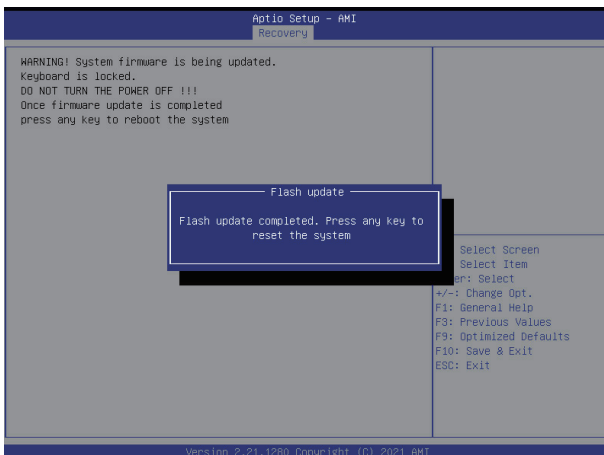 Aptio Setup - AMI
Recovery
WARNING! System firmware is being updated.
Keyboard is locked.
DO NOT TURN THE POWER OFF !!!
Once firmware update is completed
press any key to reboot the system
Flash update
Flash update completed. Press any key to
reset the system
Select Screen
Select Item
er: Select
+/-: Change Opt.
F1: General Help
F3: Previous Values
F9: Optimized Defaults
F10: Save & Exit
ESC: Exit
Version 2.21.1280 Copyright (C) 2021 AMI